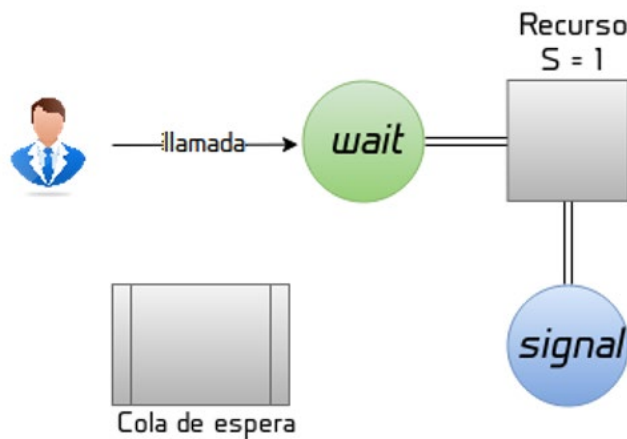 Recurso
S = 1
llamada
wait
signal
Cola de espera